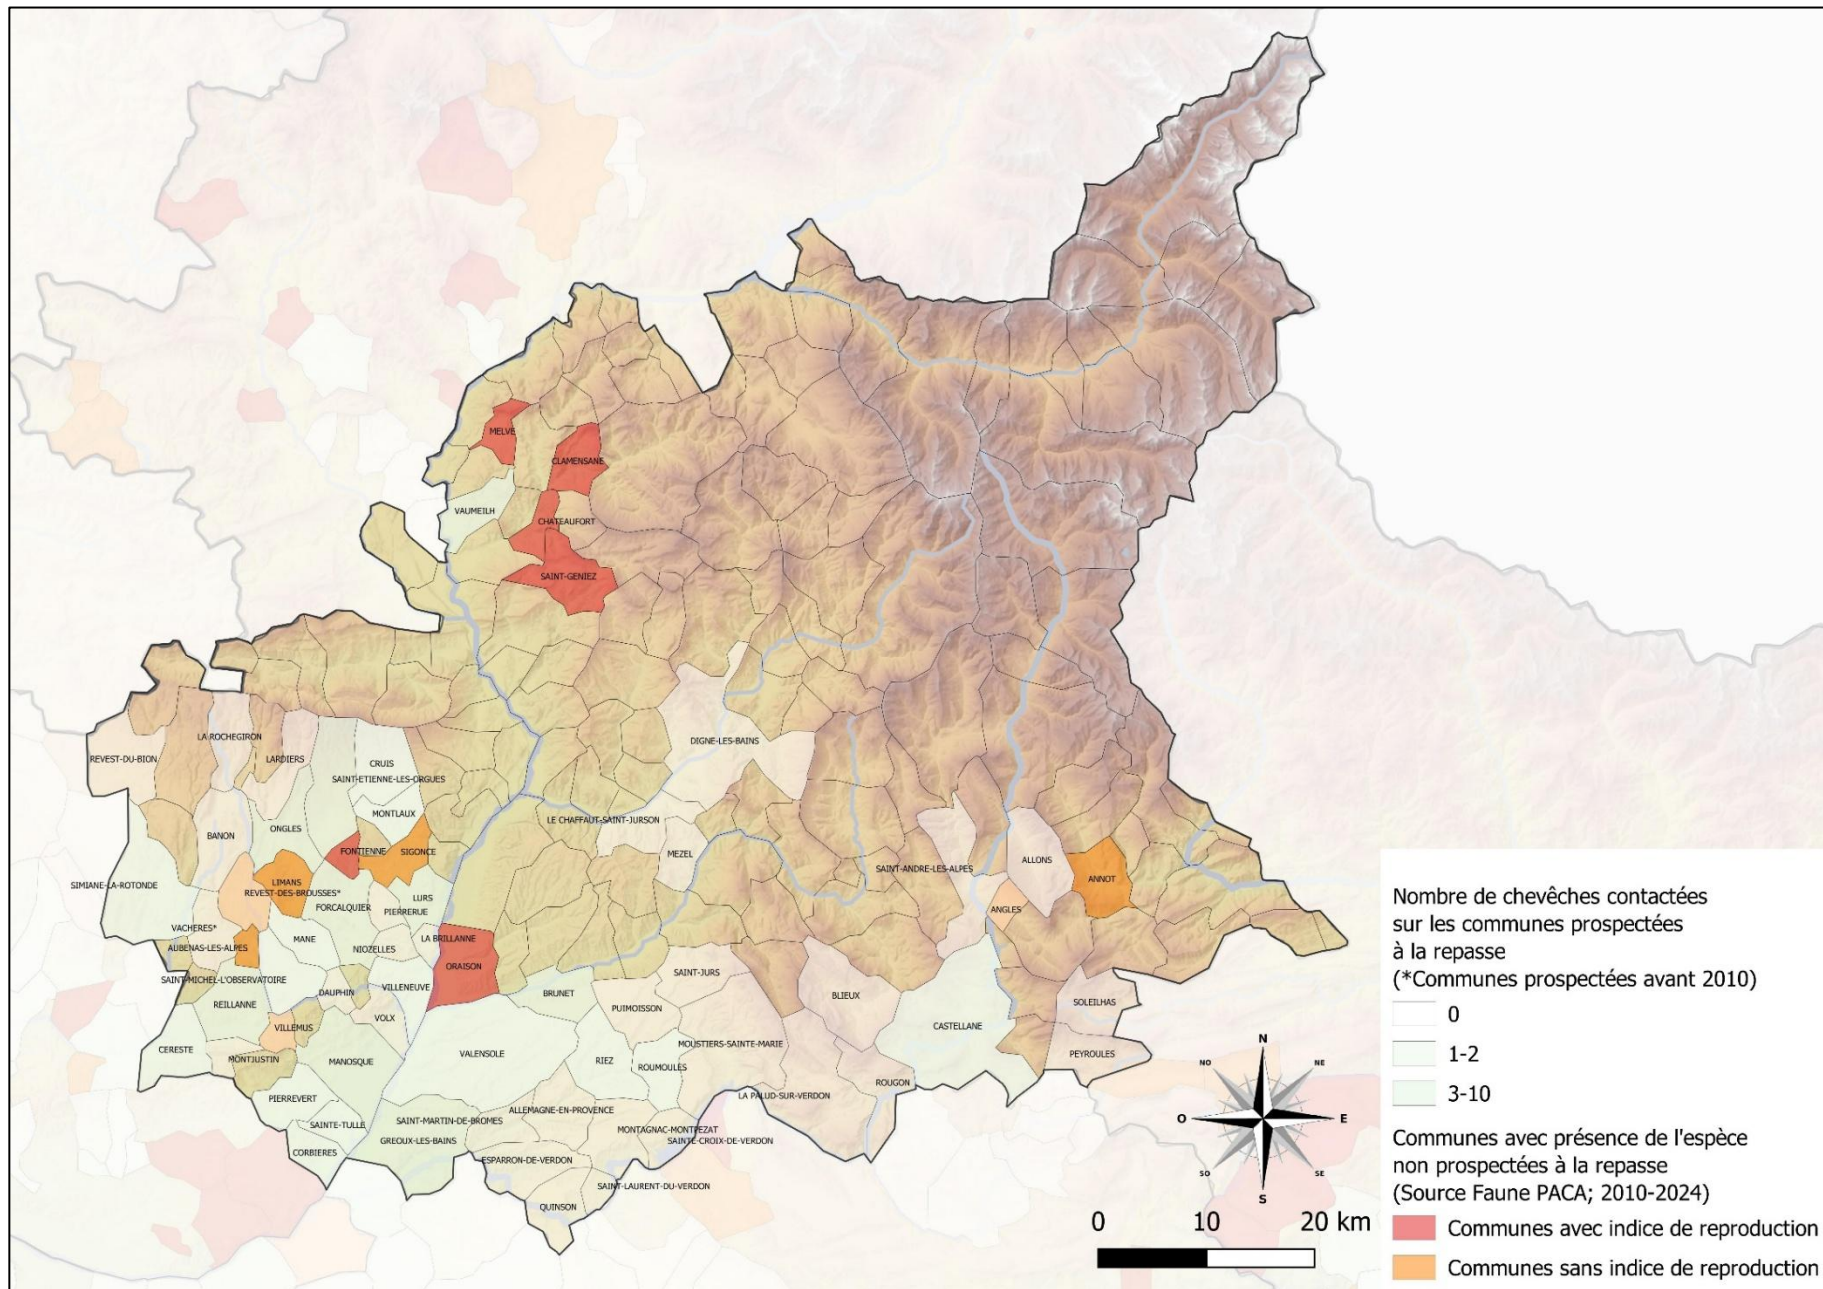 MELVE
CLAMENSANE
VAUMEILH
CHATEAUFORT
SAINT-GENIEZ
LA ROCHEGIRON
DIGNE-LES-BAINS
REVEST-DU-BION
LARDIERS
CRUIS
SAINT-ETIENNE-LES-ORGUES
MONTLAUX
LE CHAFFAUT-SAINT-JURSON
ONGLES
BANON
FONTIENNE
SIGONCE
MEZEL
ALLONS
SAINT-ANDRE-LES-ALPES
ANNOT
SIMIANE-LA-ROTONDE
LIMANS
REVEST-DES-BROUSSES*
LURS
FORCALQUIER
PIERRERUE
ANGLES
VACHERES*
MANE
LA BRILLANNE
AUBENAS-LES-ALPES
NIOZELLES
ORAISON
SAINT-JURS
SAINT-MICHEL-L'OBSERVATOIRE
DAUPHIN
VILLENEUVE
BRUNET
BLIEUX
SOLEILHAS
REILLANNE
PUIMOISSON
VOLX
VILLEMUS
CASTELLANE
MOUSTIERS-SAINTE-MARIE
CERESTE
MONTJUSTIN
MANOSQUE
VALENSOLE
RIEZ
ROUMOULES
PEYROULES
ROUGON
PIERREVERT
LA PALUD-SUR-VERDON
ALLEMAGNE-EN-PROVENCE
SAINTE-TULLE
SAINT-MARTIN-DE-BROMES
MONTAGNAC-MONTPEZAT
GREOUX-LES-BAINS
SAINTE-CROIX-DE-VERDON
CORBIERES
ESPARRON-DE-VERDON
SAINT-LAURENT-DU-VERDON
QUINSON
N
NO
NE
O
E
SO
SE
S
0 10 20 km
Nombre de chevêches contactées
sur les communes prospectées
à la repasse
(*Communes prospectées avant 2010)
0
1-2
3-10
Communes avec présence de l'espèce
non prospectées à la repasse
(Source Faune PACA; 2010-2024)
Communes avec indice de reproduction
Communes sans indice de reproduction